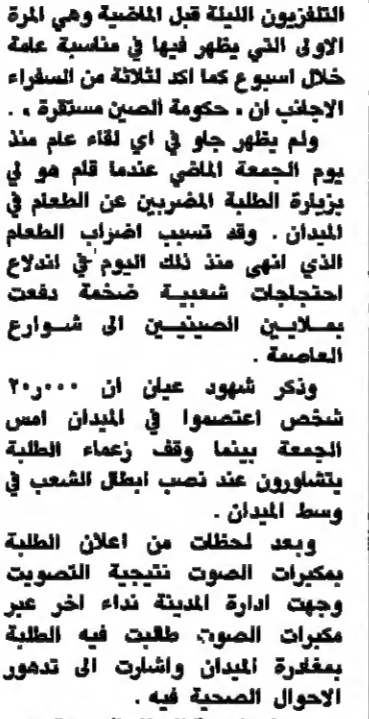 التلفزيون الليلة قبل الماضية وهي المرة
الاولى التي يظهر فيها في مناسبة عامة
خلال اسبوع كما اكد لثلاثة من السفراء
الاجانب ان « حكومة الصين مستقرة » .
ولم يظهر جاو في اي لقاء عام منذ
يوم الجمعة الماضي عندما قام هو لي
بزيارة الطلبة المضربين عن الطعام في
الميدان . وقد تسبب اضراب الطعام
الذي انهى منذ ذلك اليوم في اندلاع
احتجاجات شعبية ضخمة دفعت
بملايين الصينيين الى شوارع
العاصمة .
وذكر شهود عيان ان ٢٠٫٠٠٠
شخص اعتصموا في الميدان امس
الجمعة بينما وقف زعماء الطلبة
يتشاورون عند نصب ابطال الشعب في
وسط الميدان .
وبعد لحظات من اعلان الطلبة
بمكبرات الصوت نتيجية التصويت
وجهت ادارة المدينة نداء اخر عبر
مكبرات الصوت طالبت فيه الطلبة
بمغادرة الميدان واشارت الى تدهور
الاحوال الصحية فيه .